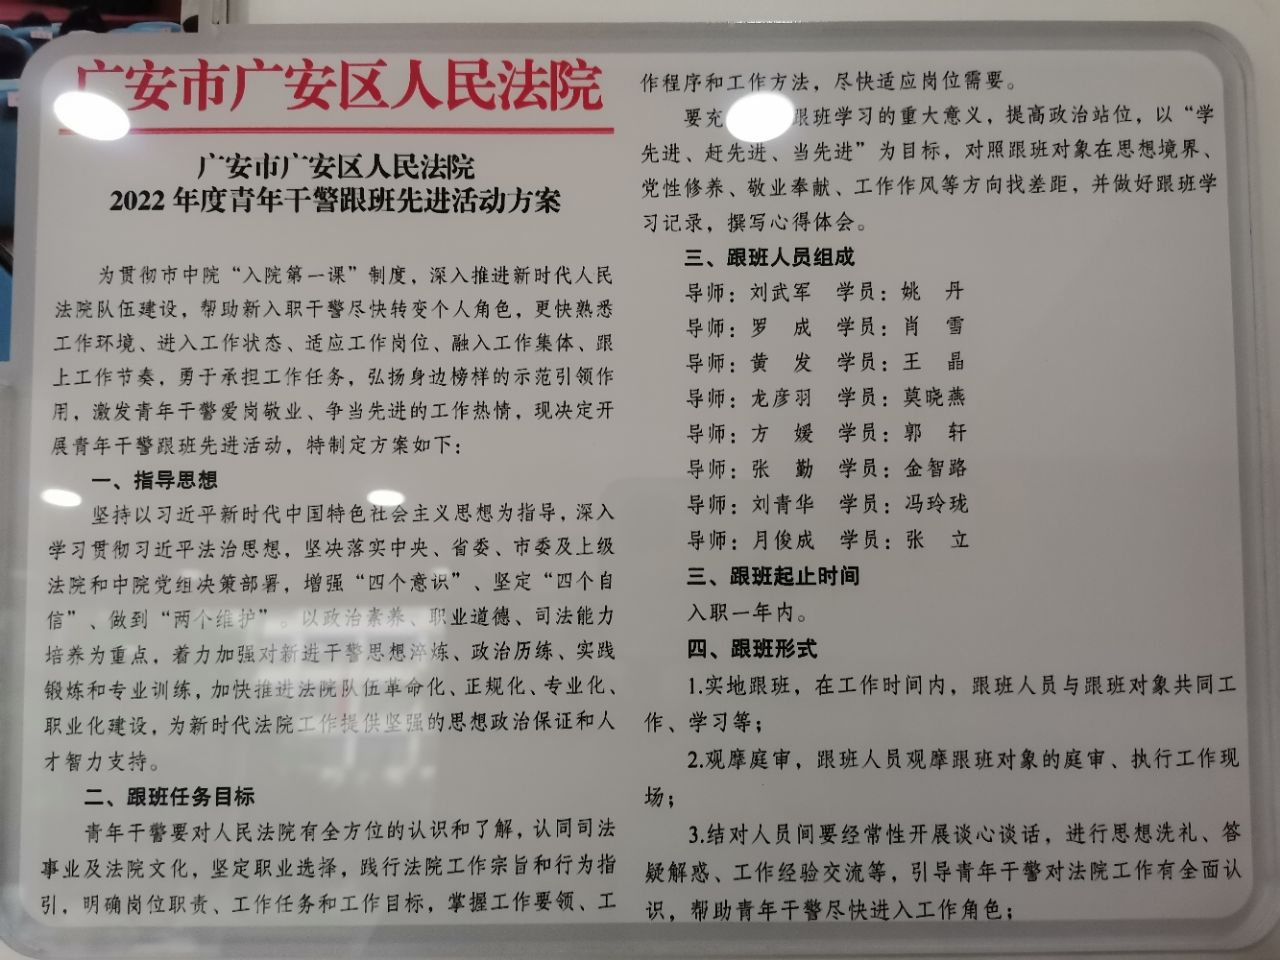 广安市广安区人民法院
广安市广安区人民法院
2022年度青年干警跟班先进活动方案
为贯彻市中院“入院第一课”制度，深入推进新时代人民
法院队伍建设，帮助新入职干警尽快转变个人角色，更快熟悉
工作环境、进入工作状态、适应工作岗位、融入工作集体、跟
上工作节奏，勇于承担工作任务，弘扬身边榜样的示范引领作
用，激发青年干警爱岗敬业、争当先进的工作热情，现决定开
展青年干警跟班先进活动，特制定方案如下：
一、指导思想
坚持以习近平新时代中国特色社会主义思想为指导，深入
学习贯彻习近平法治思想，坚决落实中央、省委、市委及上级
法院和中院党组决策部署，增强“四个意识”、坚定“四个自
信”、做到“两个维护”。以政治素养、职业道德、司法能力
培养为重点，着力加强对新进干警思想淬炼、政治历练、实践
锻炼和专业训练，加快推进法院队伍革命化、正规化、专业化、
职业化建设，为新时代法院工作提供坚强的思想政治保证和人
才智力支持。
二、跟班任务目标
青年干警要对人民法院有全方位的认识和了解，认同司法
事业及法院文化，坚定职业选择，践行法院工作宗旨和行为指
引，明确岗位职责、工作任务和工作目标，掌握工作要领、工
作程序和工作方法，尽快适应岗位需要。
要充 跟班学习的重大意义，提高政治站位，以“学
先进、赶先进、当先进”为目标，对照跟班对象在思想境界、
党性修养、敬业奉献、工作作风等方向找差距，并做好跟班学
习记录，撰写心得体会。
三、跟班人员组成
导师：刘武军 学员：姚 丹
导师：罗 成 学员：肖 雪
导师：黄 发 学员：王 晶
导师：龙彦羽 学员：莫晓燕
导师：方 媛 学员：郭 轩
导师：张 勤 学员：金智路
导师：刘青华 学员：冯玲珑
导师：月俊成 学员：张 立
三、跟班起止时间
入职一年内。
四、跟班形式
1.实地跟班，在工作时间内，跟班人员与跟班对象共同工
作、学习等；
2.观摩庭审，跟班人员观摩跟班对象的庭审、执行工作现
场；
3.结对人员间要经常性开展谈心谈话，进行思想洗礼、答
疑解惑、工作经验交流等，引导青年干警对法院工作有全面认
识，帮助青年干警尽快进入工作角色；